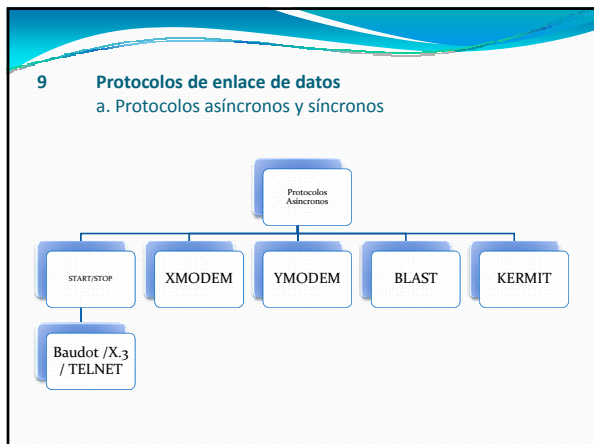 9 Protocolos de enlace de datos
a. Protocolos asíncronos y síncronos
Protocolos
Asíncronos
START/STOP
XMODEM
YMODEM
BLAST
KERMIT
Baudot /X.3
/ TELNET